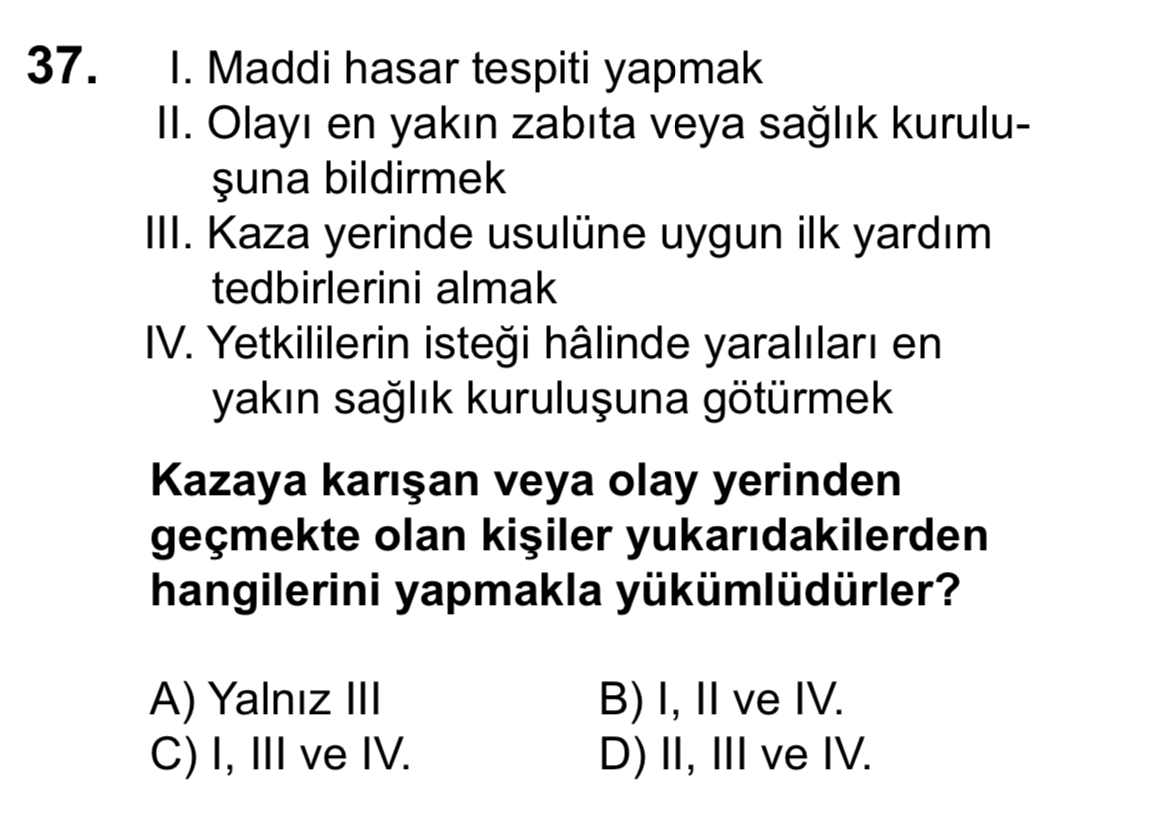 37. I. Maddi hasar tespiti yapmak
II. Olayı en yakın zabıta veya sağlık kurulu-
şuna bildirmek
III. Kaza yerinde usulüne uygun ilk yardım
tedbirlerini almak
IV. Yetkililerin isteği hâlinde yaralıları en
yakın sağlık kuruluşuna götürmek
Kazaya karışan veya olay yerinden
geçmekte olan kişiler yukarıdakilerden
hangilerini yapmakla yükümlüdürler?
A) Yalnız III B) I, II ve IV.
C) I, III ve IV. D) II, III ve IV.